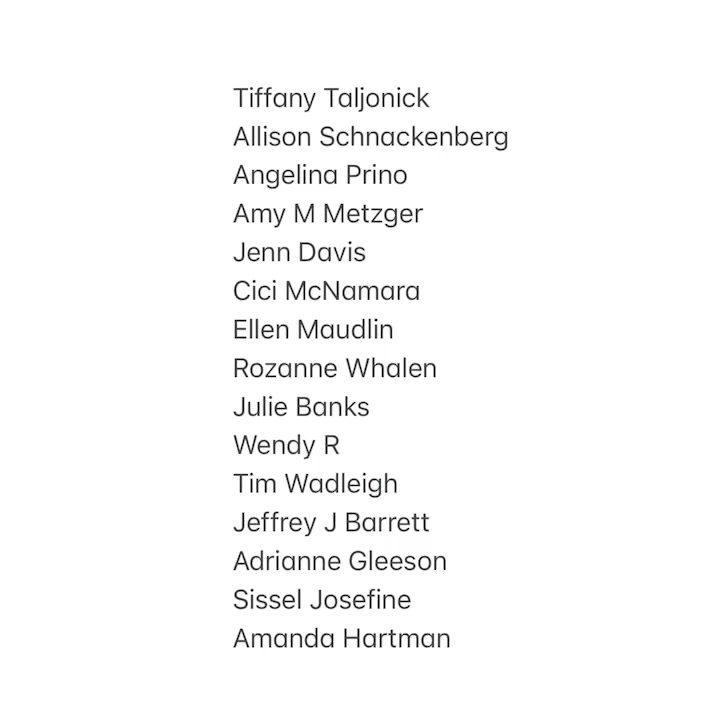 Tiffany Taljonick
Allison Schnackenberg
Angelina Prino
Amy M Metzger
Jenn Davis
Cici McNamara
Ellen Maudlin
Rozanne Whalen
Julie Banks
Wendy R
Tim Wadleigh
Jeffrey J Barrett
Adrianne Gleeson
Sissel Josefine
Amanda Hartman